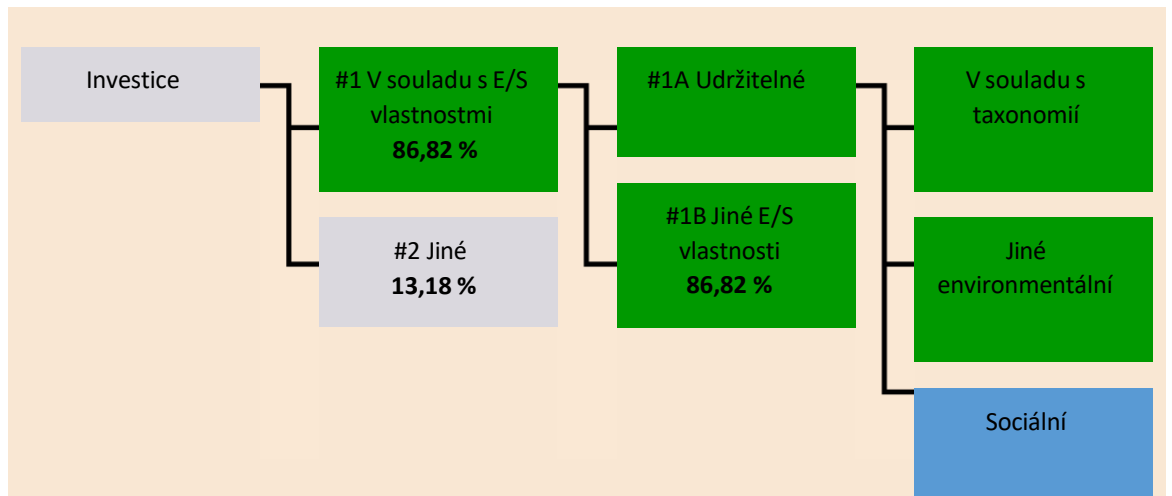 Investice
#1 V souladu s E/S
vlastnostmi
86,82 %
#2 Jiné
13,18 %
#1A Udržitelné
#1B Jiné E/S
vlastnosti
86,82 %
V souladu s
taxonomií
Jiné
environmentální
Sociální